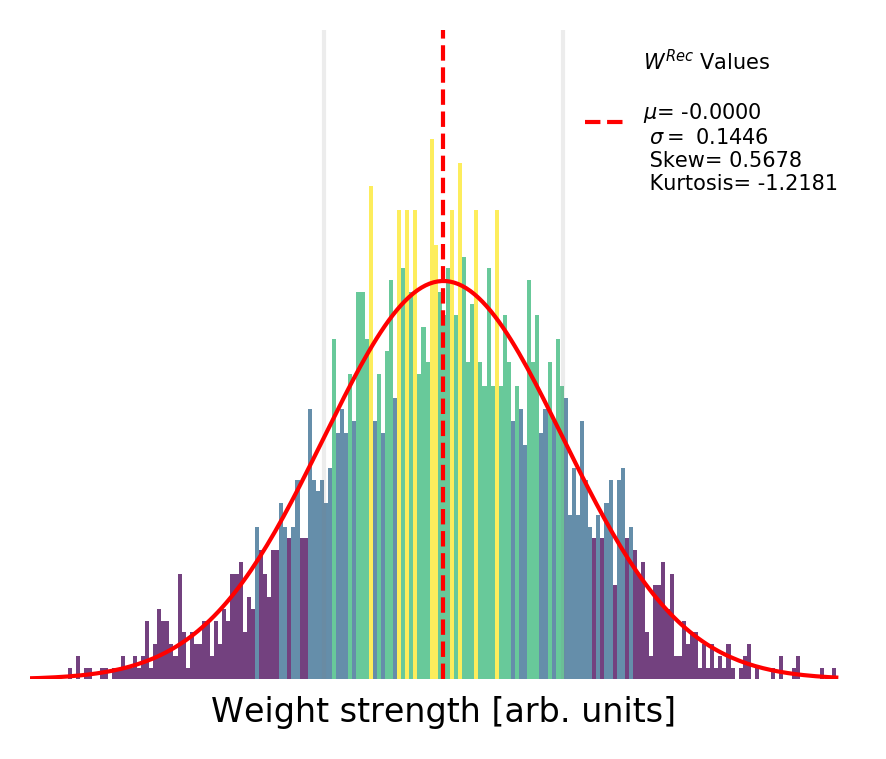 W^{Rec} Values
μ= -0.0000
σ = 0.1446
Skew= 0.5678
Kurtosis= -1.2181
Weight strength [arb. units]